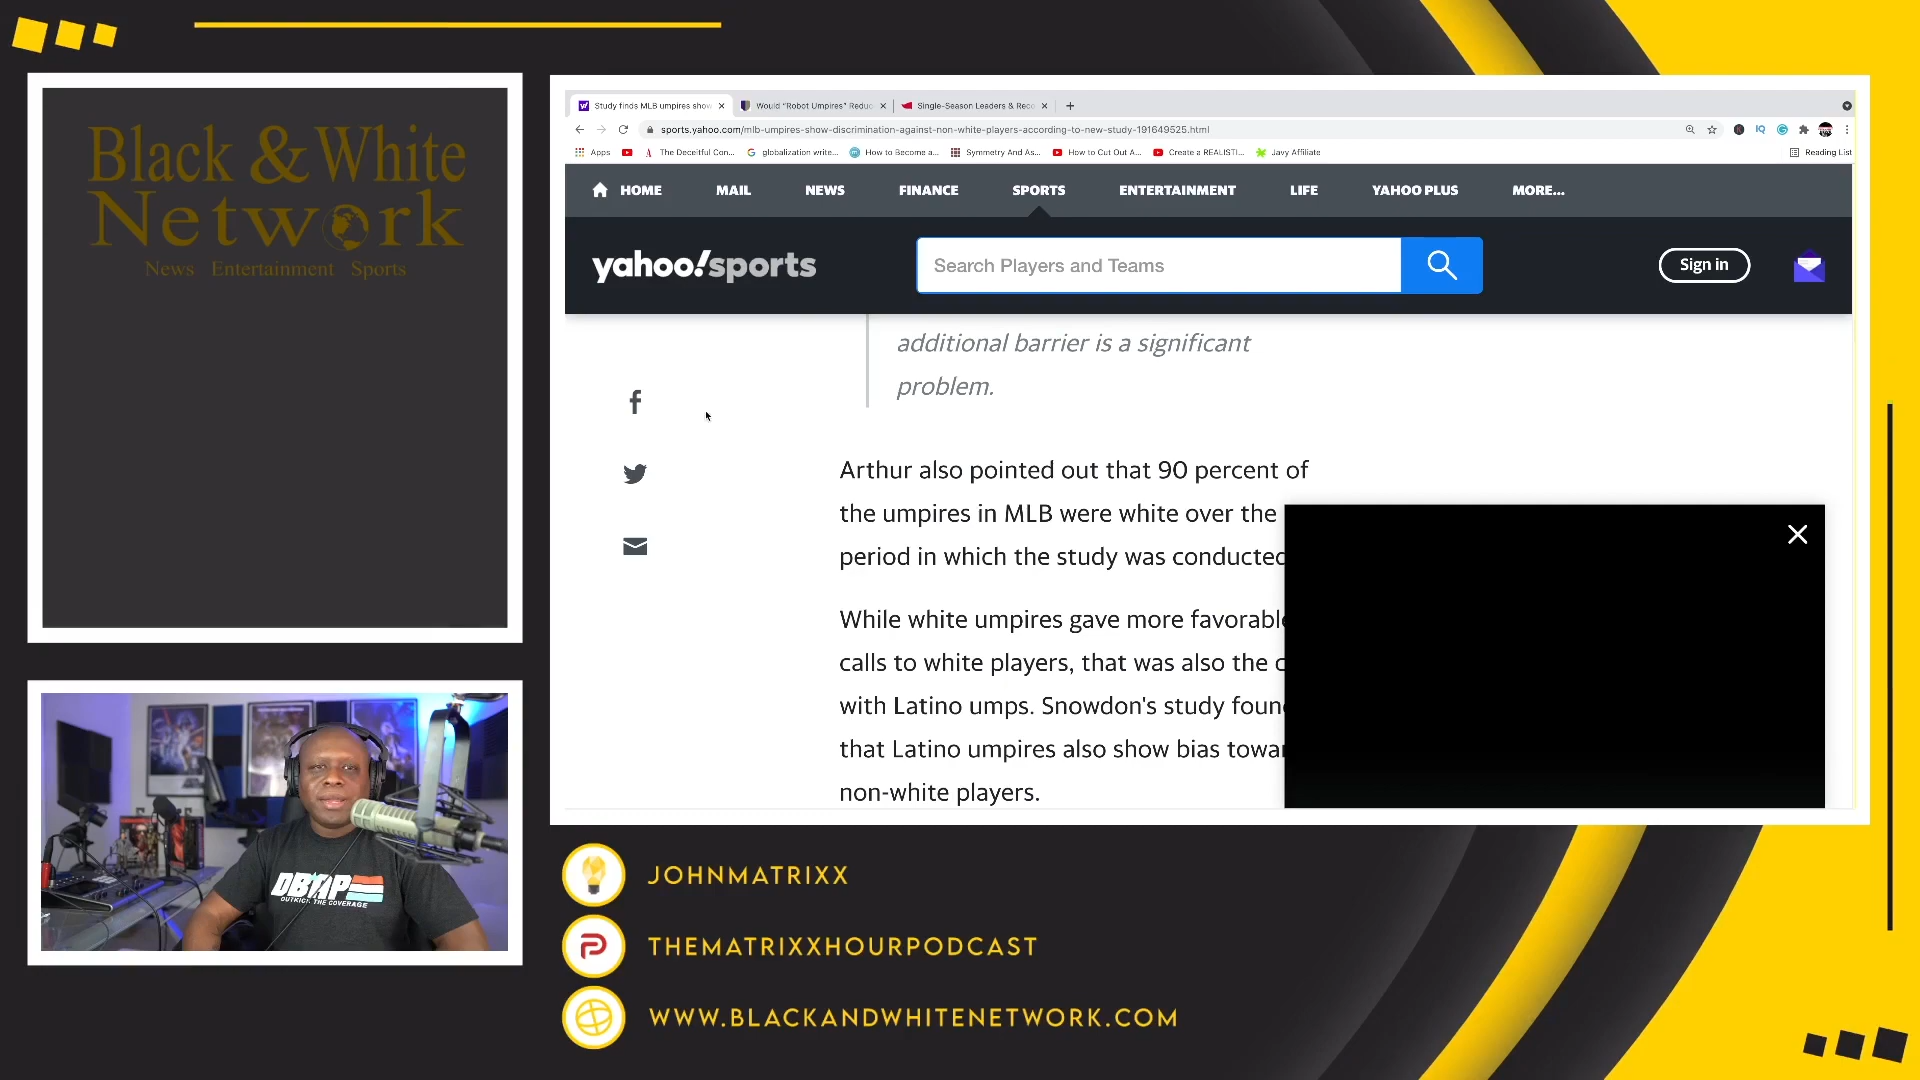 Black & White
Network
News Entertainment Sports
Study finds MLB umpires show
Would "Robot Umpires" Reduc
Single-Season Leaders & Reco
sports.yahoo.com/mlb-umpires-show-discrimination-against-non-white-players-according-to-new-study-191649525.html
Apps
The Deceitful Con...
globalization write...
How to Become a...
Symmetry And As...
How to Cut Out A...
Create a REALISTI...
Javy Affiliate
Reading List
HOME MAIL NEWS FINANCE SPORTS ENTERTAINMENT LIFE YAHOO PLUS MORE...
yahoo!sports
Search Players and Teams
Sign in
additional barrier is a significant
problem.
Arthur also pointed out that 90 percent of
the umpires in MLB were white over the
period in which the study was conducted
While white umpires gave more favorable
calls to white players, that was also the c
with Latino umps. Snowdon's study foun
that Latino umpires also show bias towar
non-white players.
OUTKICK THE COVERAGE
JOHNMATRIXX
THEMATRIXXHOURPODCAST
WWW.BLACKANDWHITENETWORK.COM